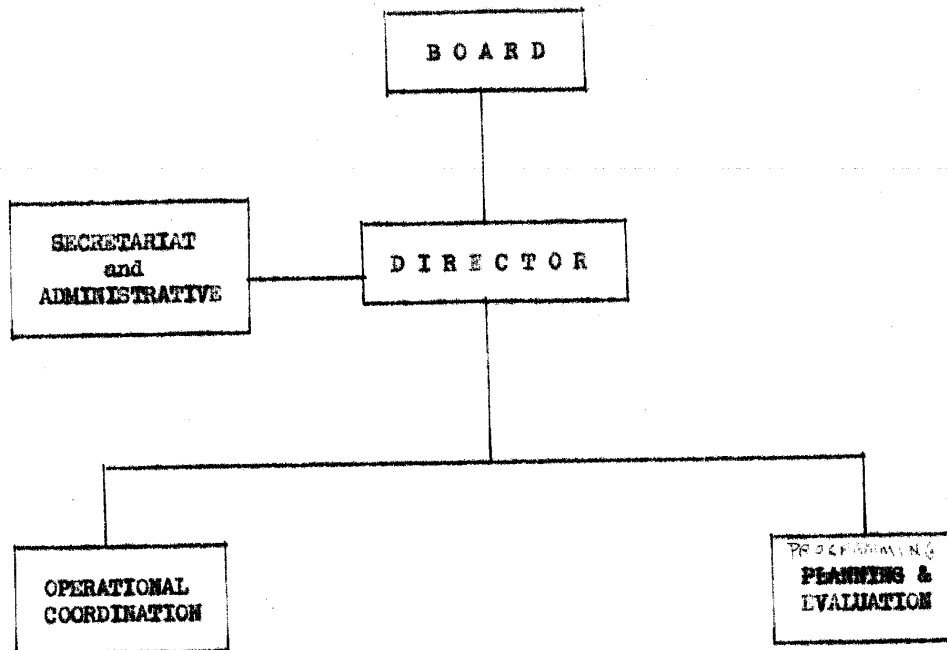 BOARD
SECRETARIAT
and
ADMINISTRATIVE
DIRECTOR
OPERATIONAL
COORDINATION
PROGRAMMING
PLANNING &
EVALUATION